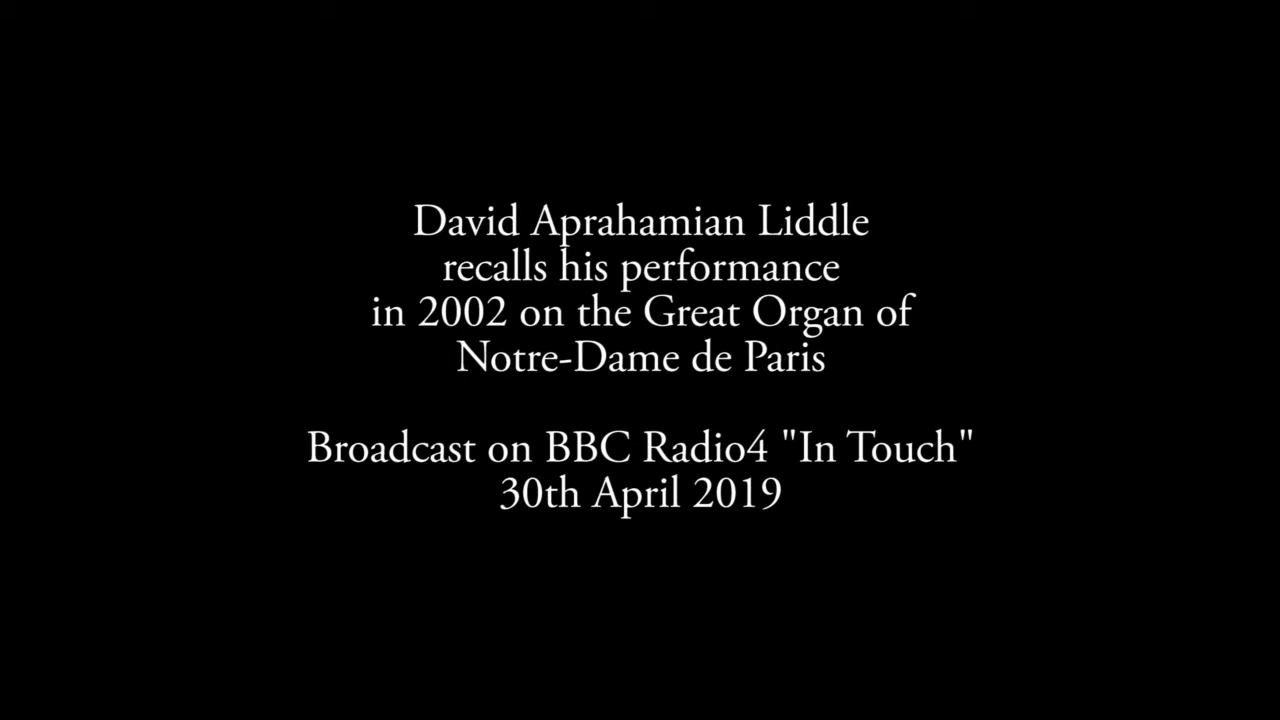 David Aprahamian Liddle
recalls his performance
in 2002 on the Great Organ of
Notre-Dame de Paris
Broadcast on BBC Radio4 "In Touch"
30th April 2019